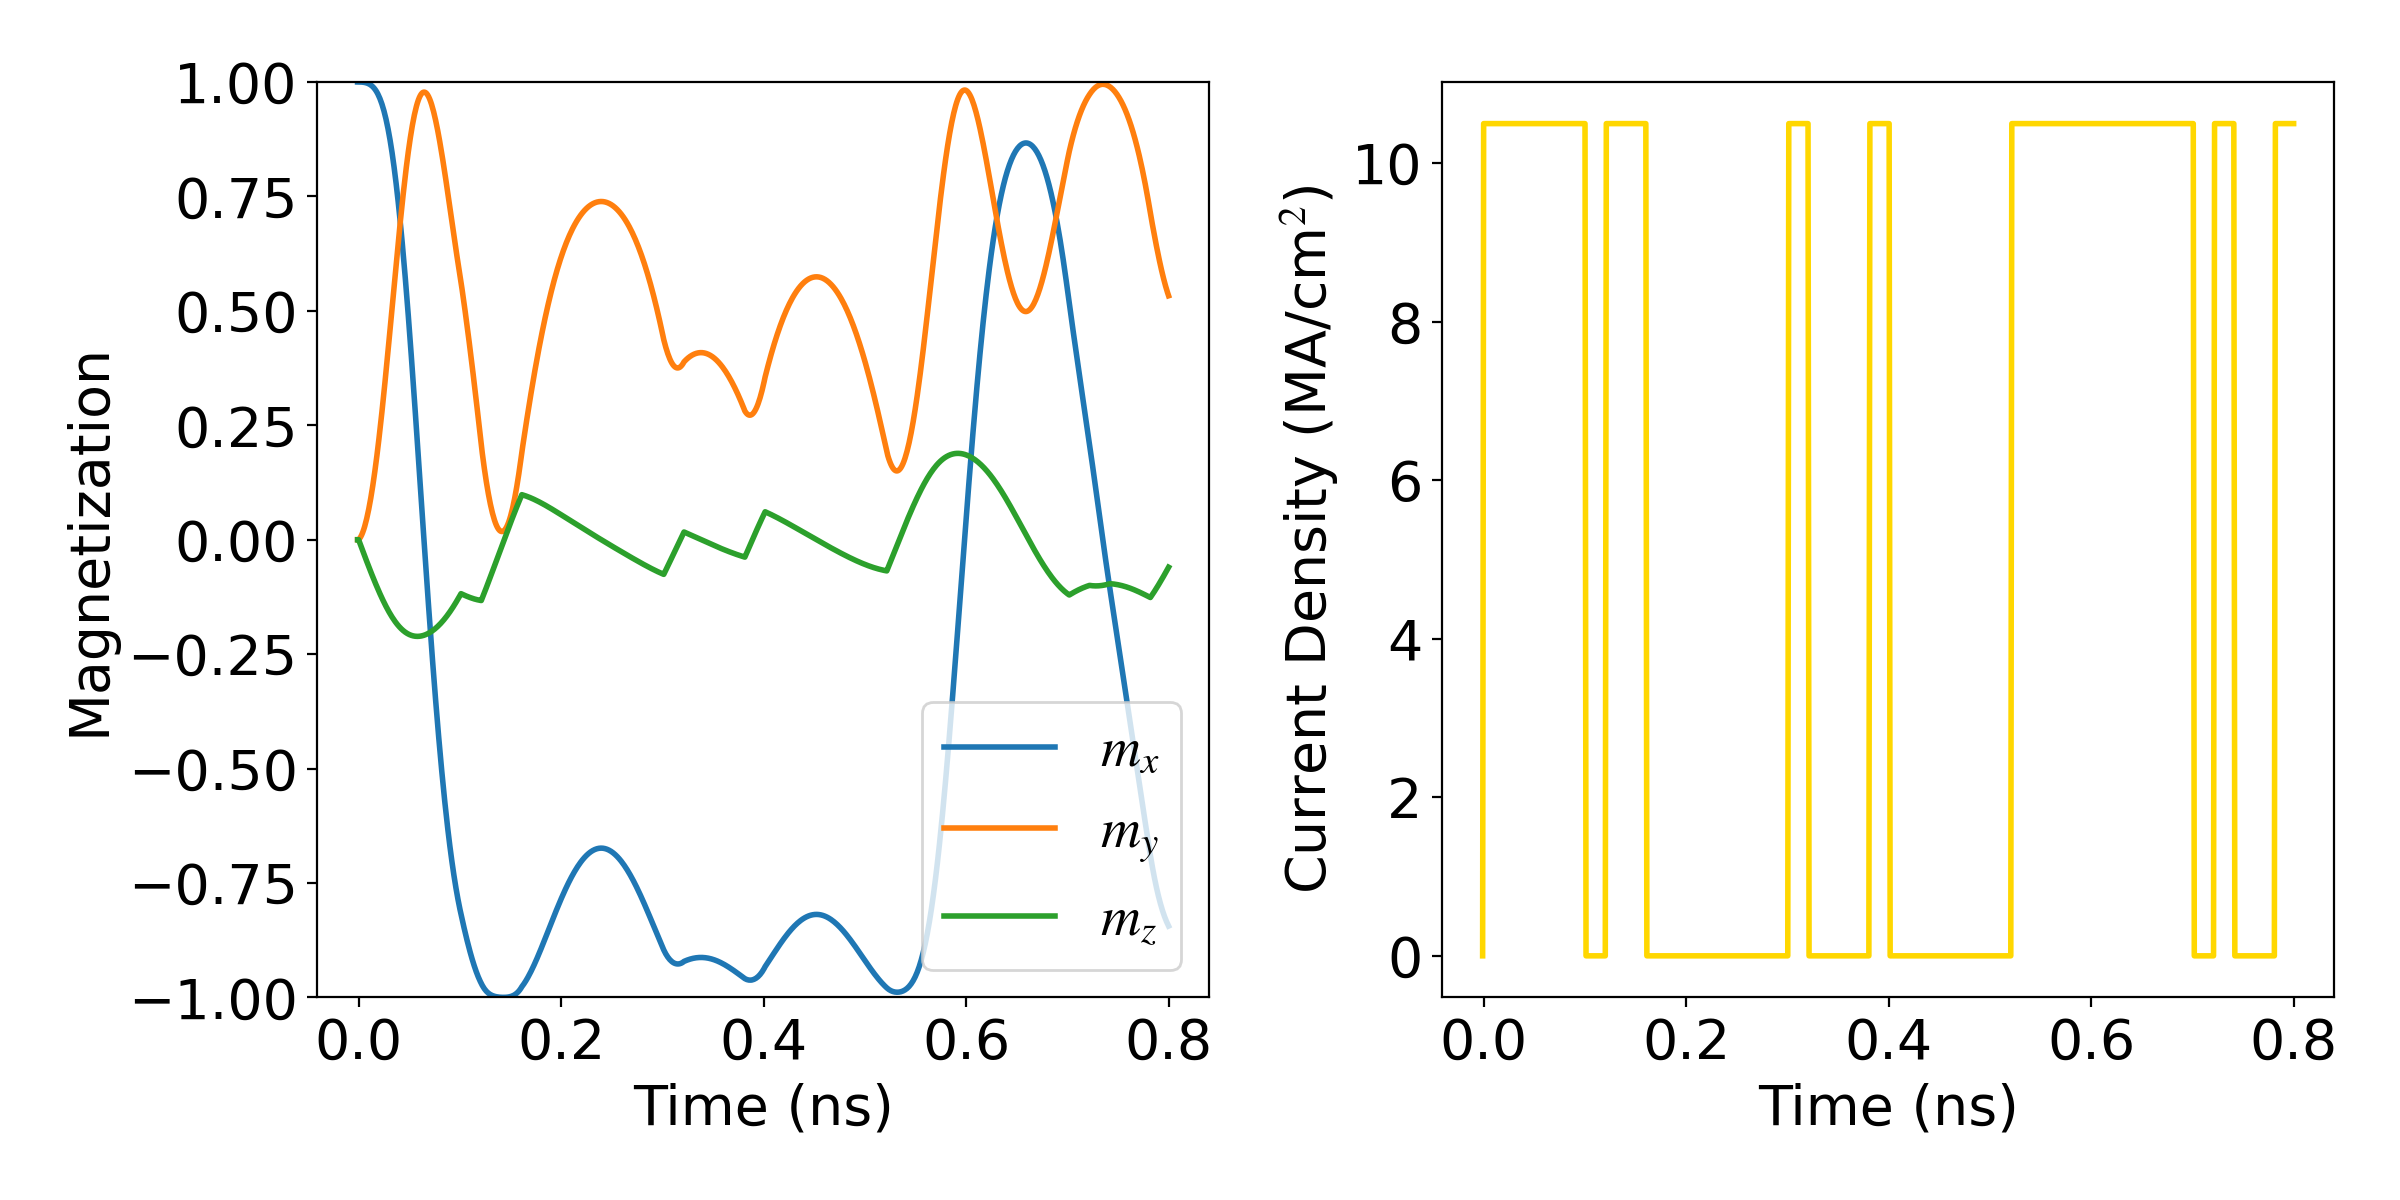 Magnetization
1.00
0.75
0.50
0.25
0.00
−0.25
−0.50
−0.75
−1.00
0.0 0.2 0.4 0.6 0.8
Time (ns)
m_x
m_y
m_z
Current Density (MA/cm²)
10
8
6
4
2
0
0.0 0.2 0.4 0.6 0.8
Time (ns)